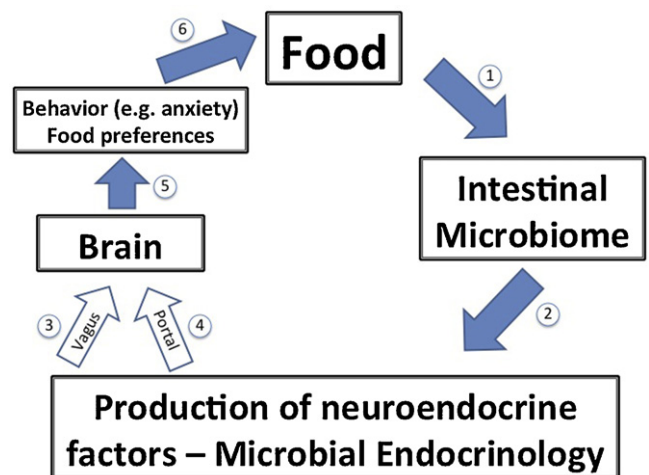 6
Food
1
Behavior (e.g. anxiety)
Food preferences
5
Intestinal
Microbiome
Brain
2
3
Vagus
Portal
4
Production of neuroendocrine
factors – Microbial Endocrinology